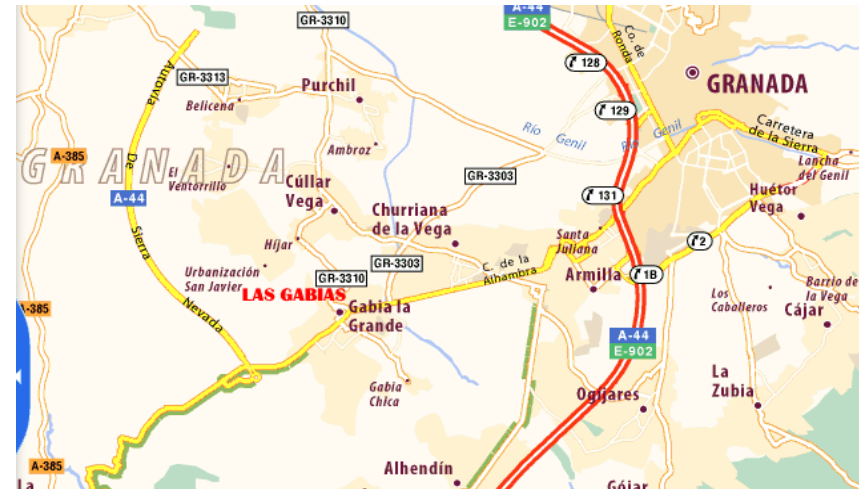 GR-3310
A-44
E-902
Co. de
Ronda
128
GRANADA
Autovía
GR-3313
Purchil
Belicena
129
Río Genil
Río Genil
Carretera
de la Sierra
A-385
GRANADA
Ambroz
El
Ventorrillo
GR-3303
Lancha
del Genil
De
A-44
Cúllar
Vega
131
Huétor
Vega
Churriana
de la Vega
Sierra
Santa
Juliana
2
Híjar
C. de la
Alhambra
Urbanización
San Javier
GR-3310
GR-3303
Armilla
1B
Barrio de
la Vega
Los
Caballeros
LAS GABIAS
Nevada
A-385
Gabia la
Grande
Cájar
A-44
E-902
Gabia
Chica
Ogíjares
La
Zubia
A-385
La
Alhendín
Gójar